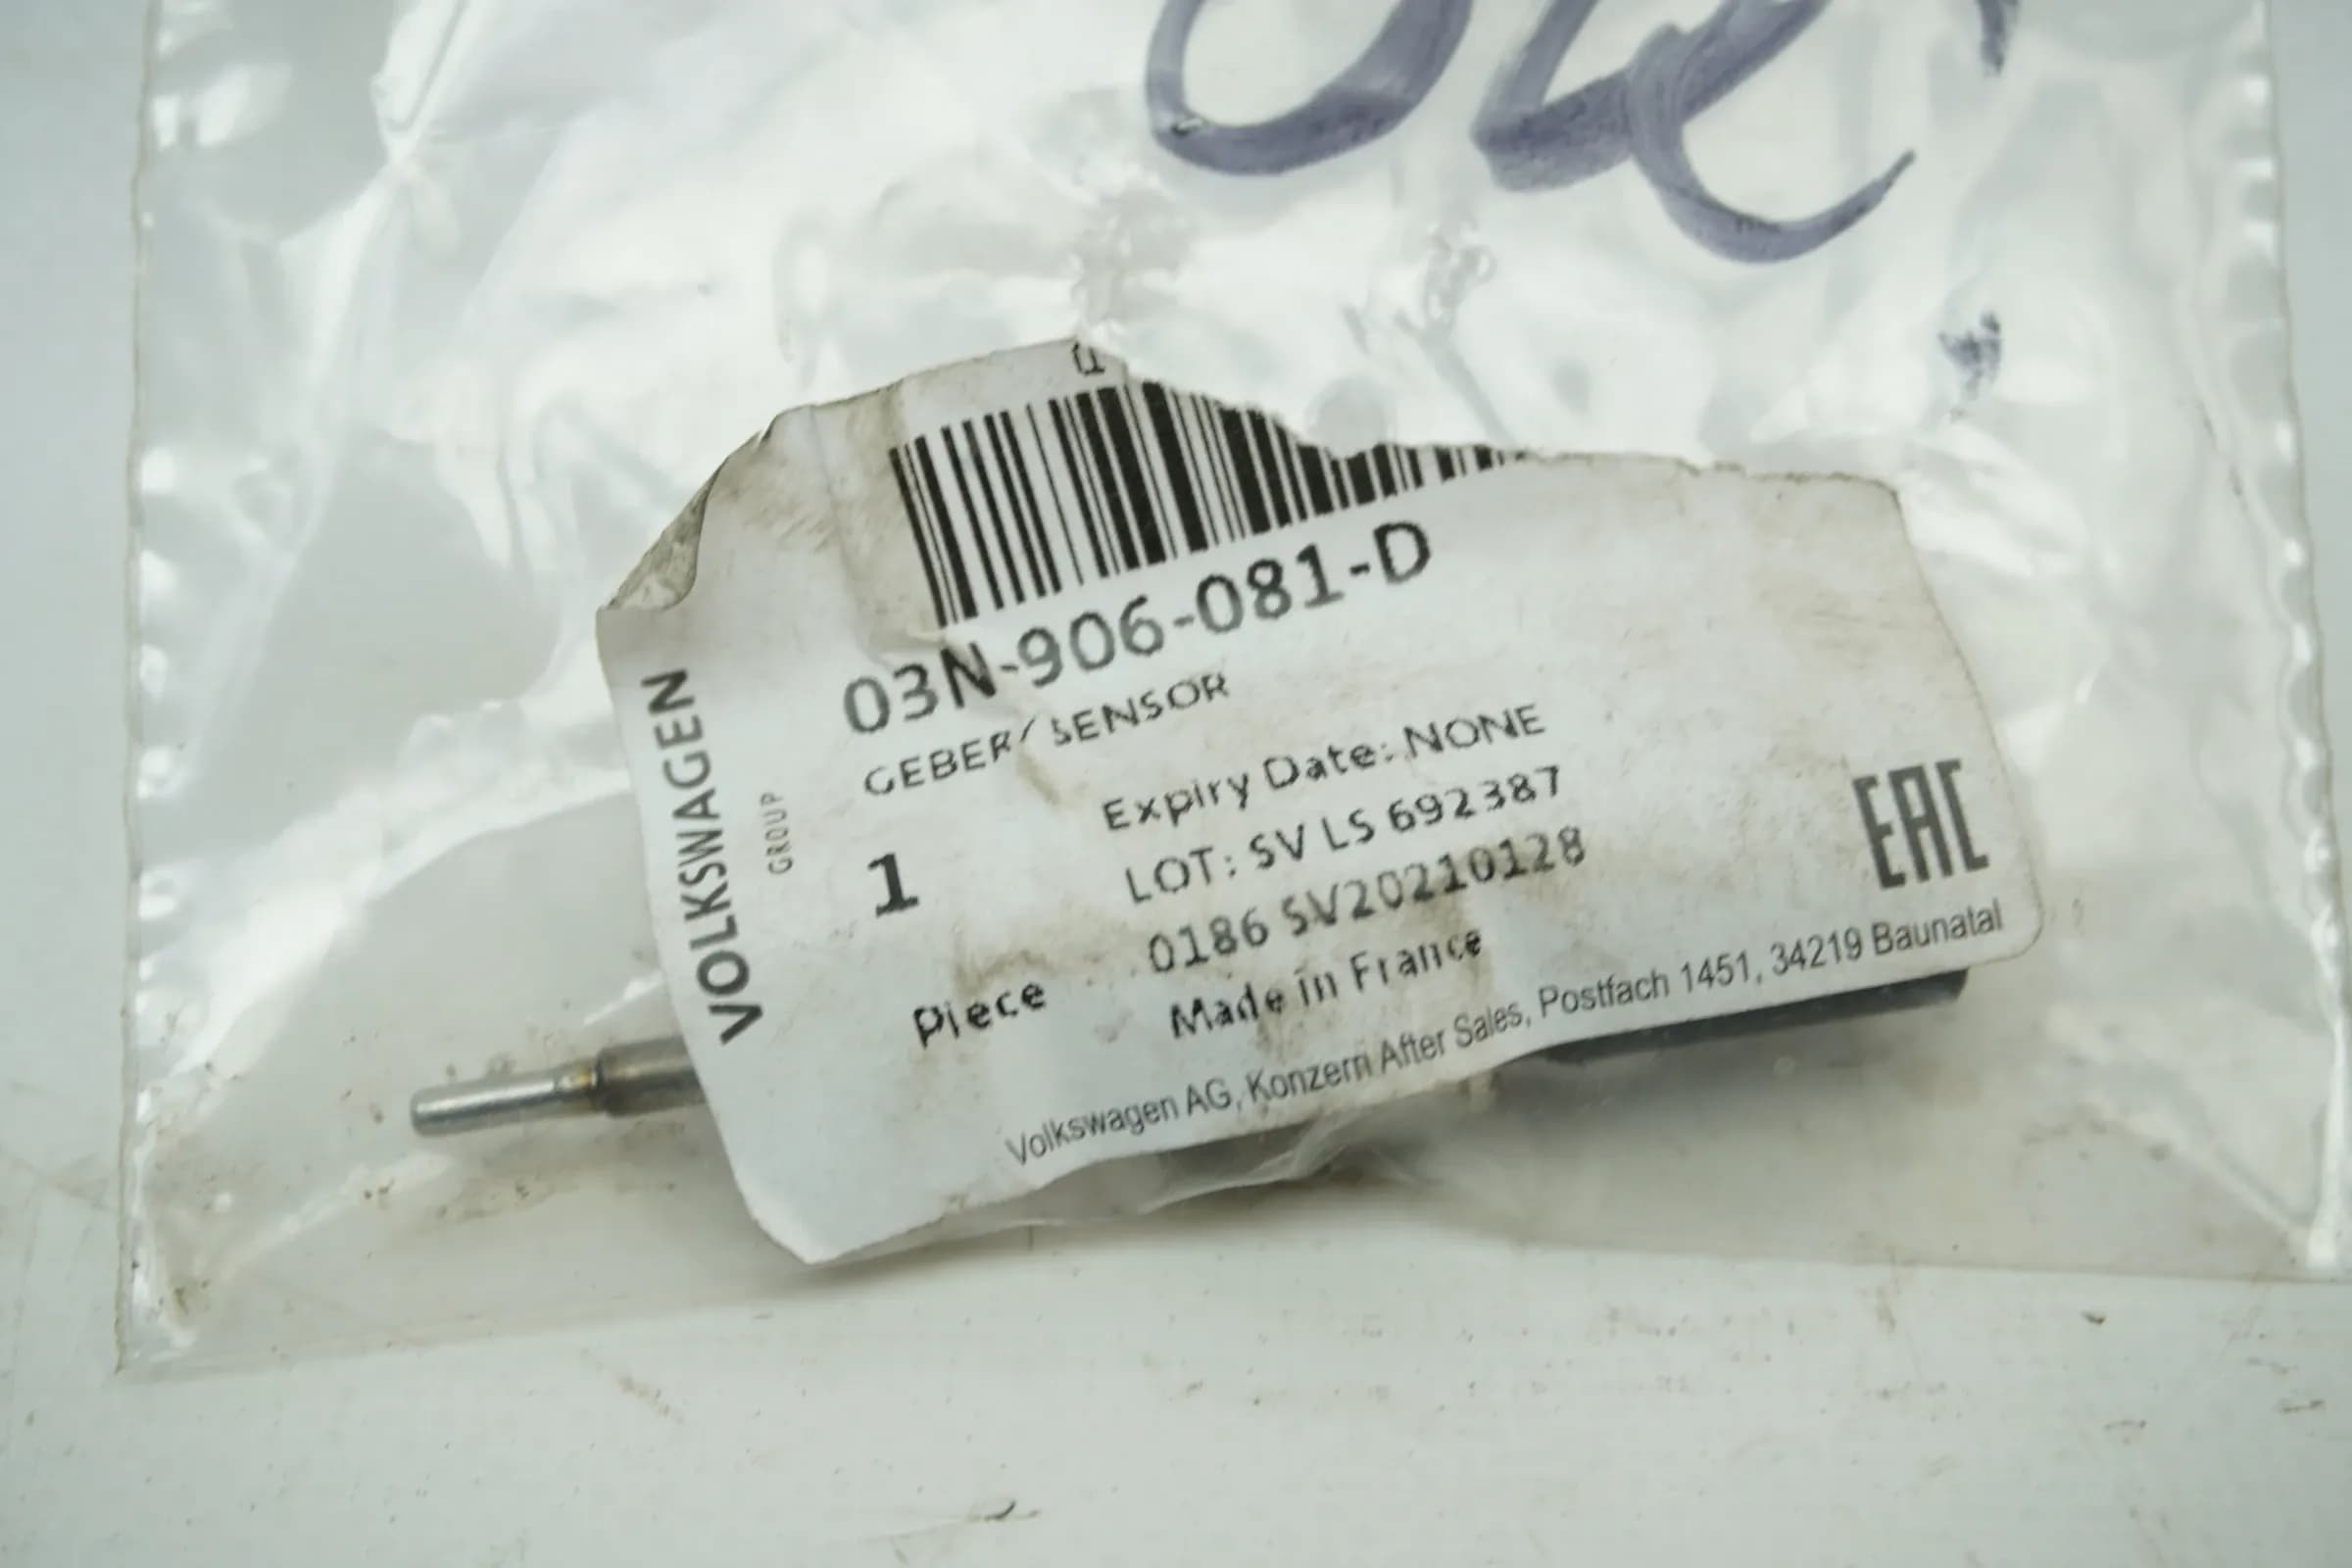 03N-906-081-D
GEBER/ SENSOR
VOLKSWAGEN
GROUP
Expiry Date: NONE
1
LOT: SV LS 692387
0186 SV20210128
Piece
Made in France
EAC
Volkswagen AG, Konzern After Sales, Postfach 1451, 34219 Baunatal